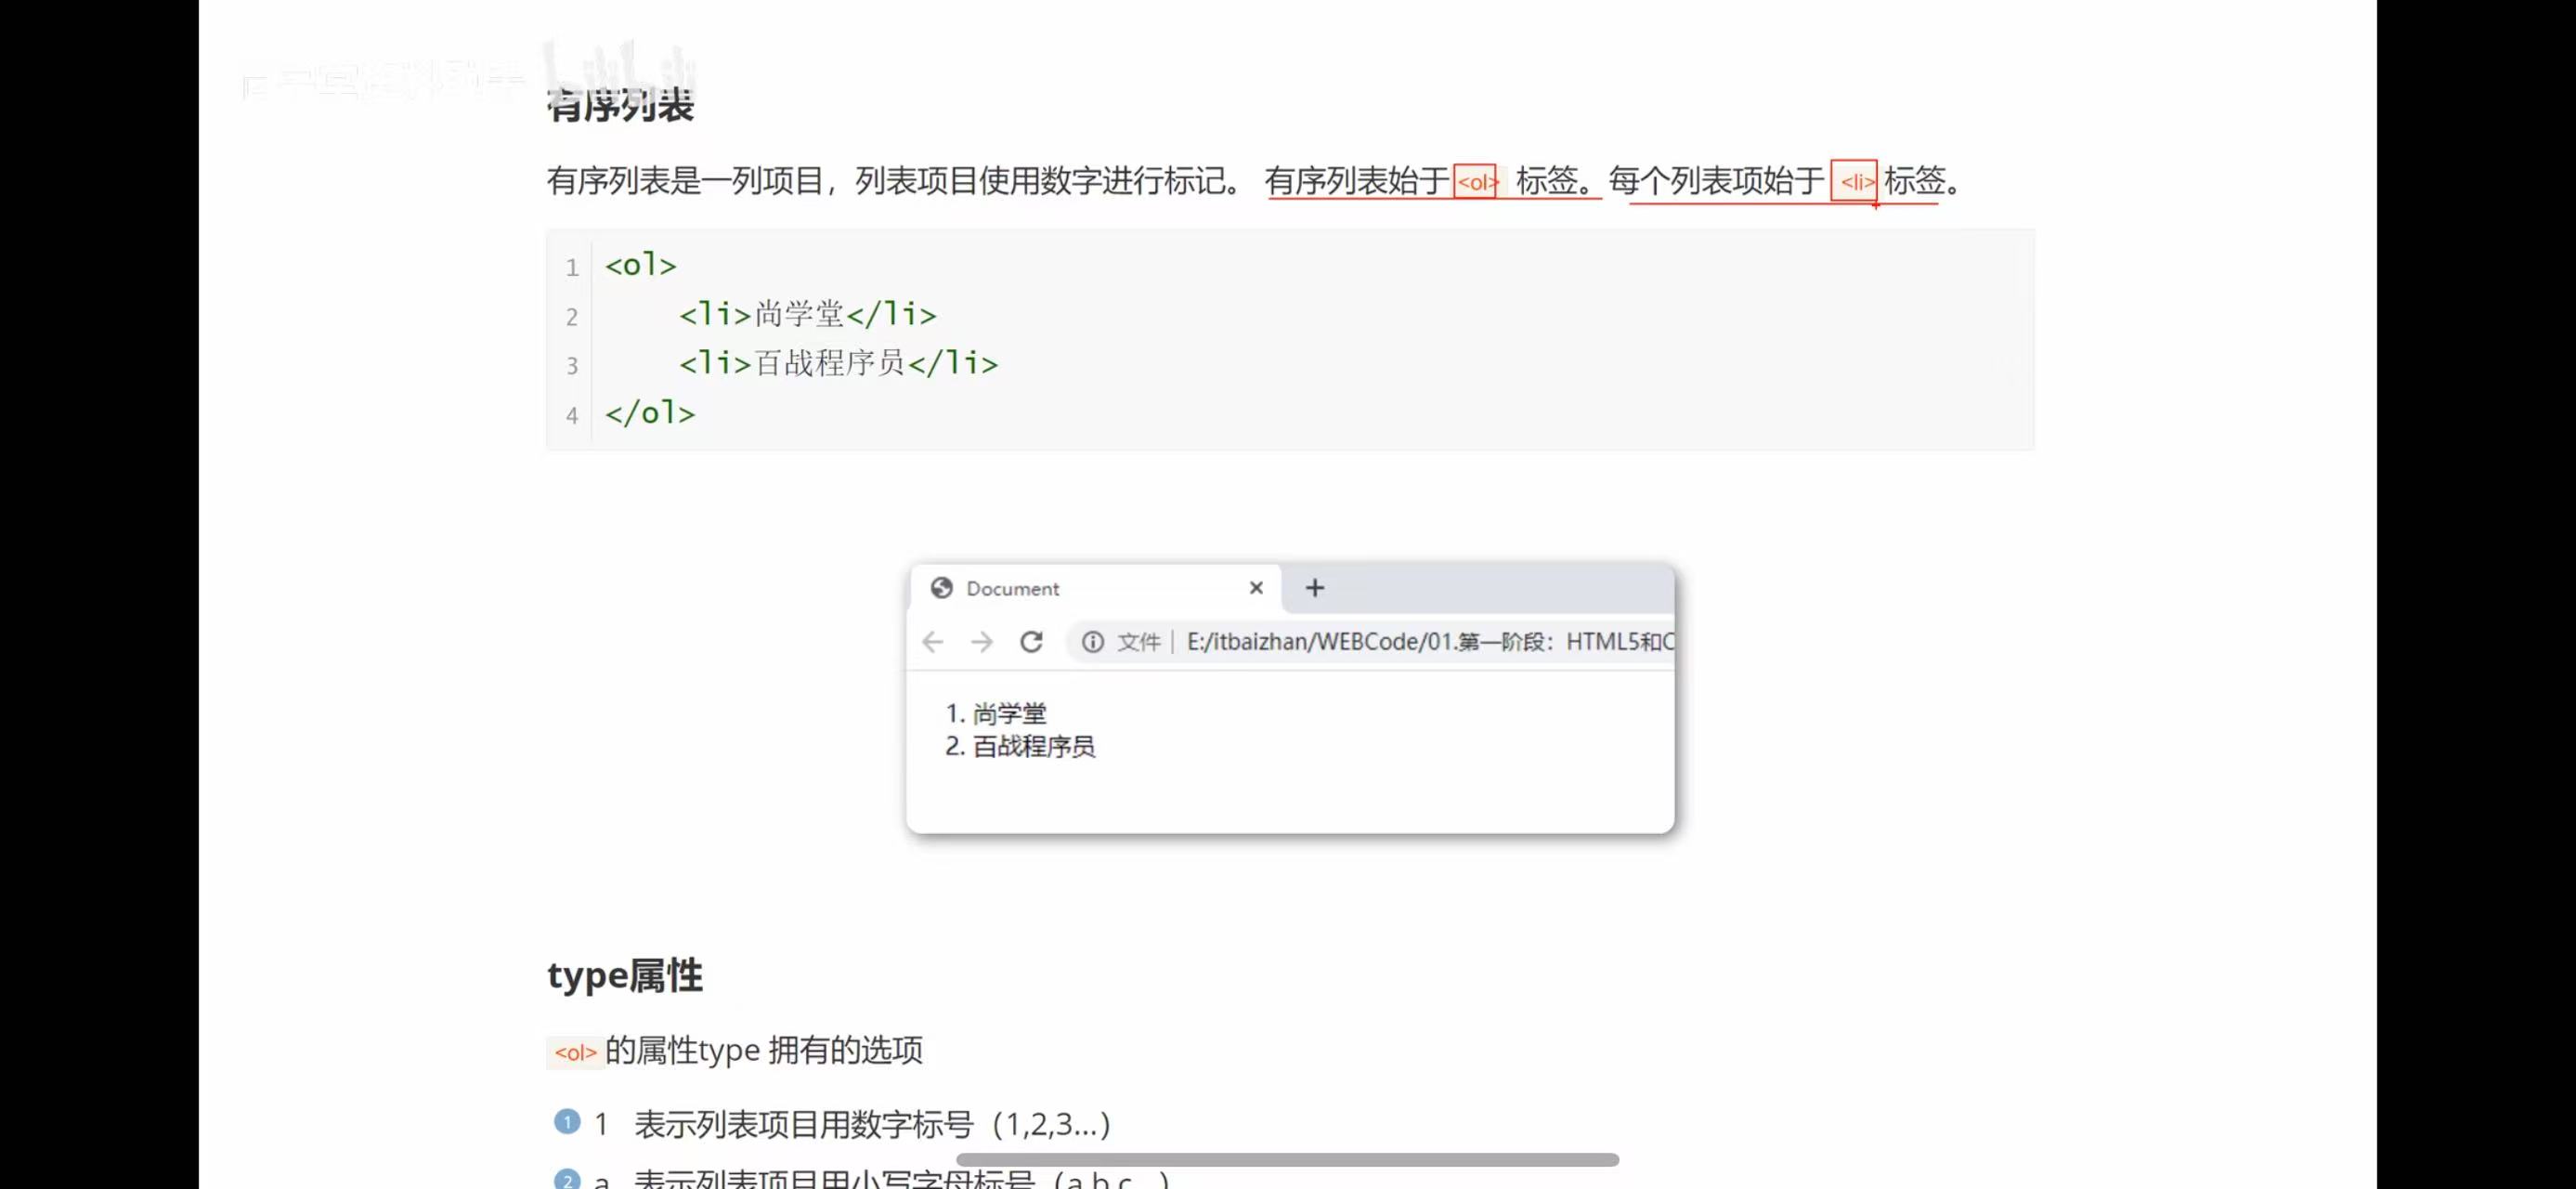 bilibili
有序列表
有序列表是一列项目，列表项目使用数字进行标记。 有序列表始于 <ol> 标签。每个列表项始于 <li> 标签。
1 <ol>
2 <li>尚学堂</li>
3 <li>百战程序员</li>
4 </ol>
Document
文件 E:/itbaizhan/WEBCode/01.第一阶段：HTML5和C
1. 尚学堂
2. 百战程序员
type属性
<ol> 的属性type 拥有的选项
1 1 表示列表项目用数字标号（1,2,3...）
2 a 表示列表项目用小写字母标号（a,b,c...）